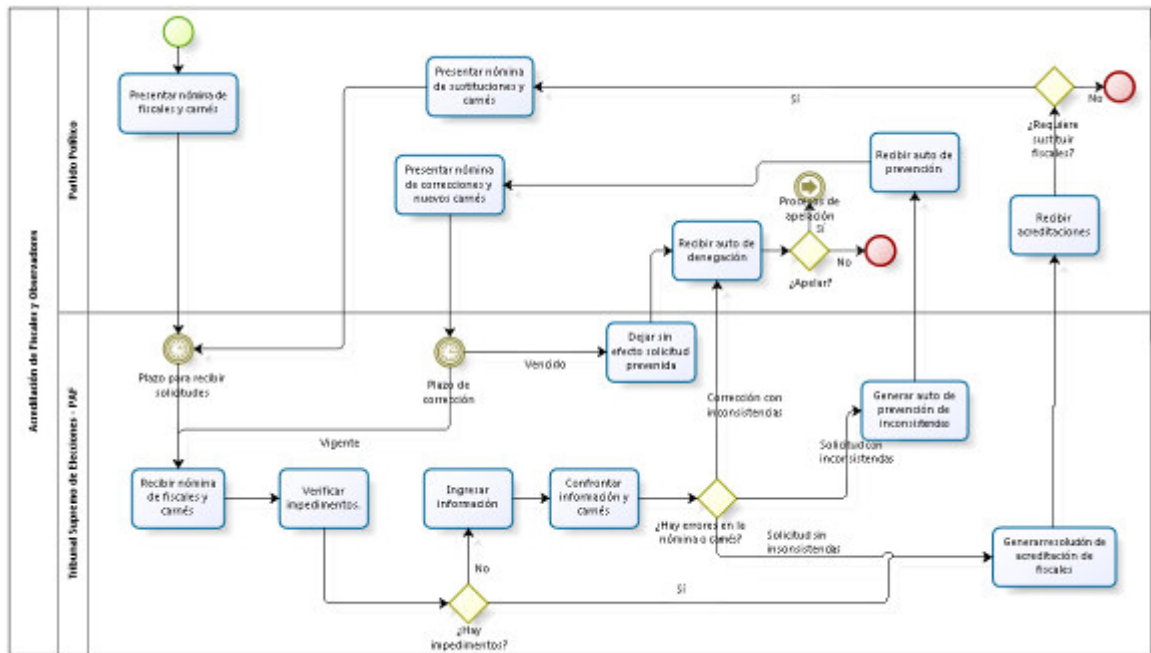 Acreditación de Fiscales y Observadores
Partido Político
Presentar nómina de
fiscales y carnés
Presentar nómina
de sustituciones y
carnés
Sí
No
¿Requiere
sustituir
fiscales?
Presentar nómina
de correcciones y
nuevos carnés
Recibir auto de
prevención
Proceso de
apelación
Sí
Recibir auto de
denegación
No
¿Apelar?
Recibir
acreditaciones
Tribunal Supremo de Elecciones - PAF
Plazo para recibir
solicitudes
Plazo de
corrección
Vencido
Dejar sin
efecto solicitud
prevenida
Vigente
Corrección con
inconsistencias
Generar auto de
prevención de
inconsistendas
Solicitud con
inconsistendas
Recibir nómina
de fiscales y
carnés
Verificar
impedimentos.
Ingresar
información
Confrontar
información y
carnés
¿Hay errores en la
nómina o carnés?
Solicitud sin
insonsistendas
Generar resolución de
acreditación de
fiscales
No
Sí
¿Hay
impedimentos?